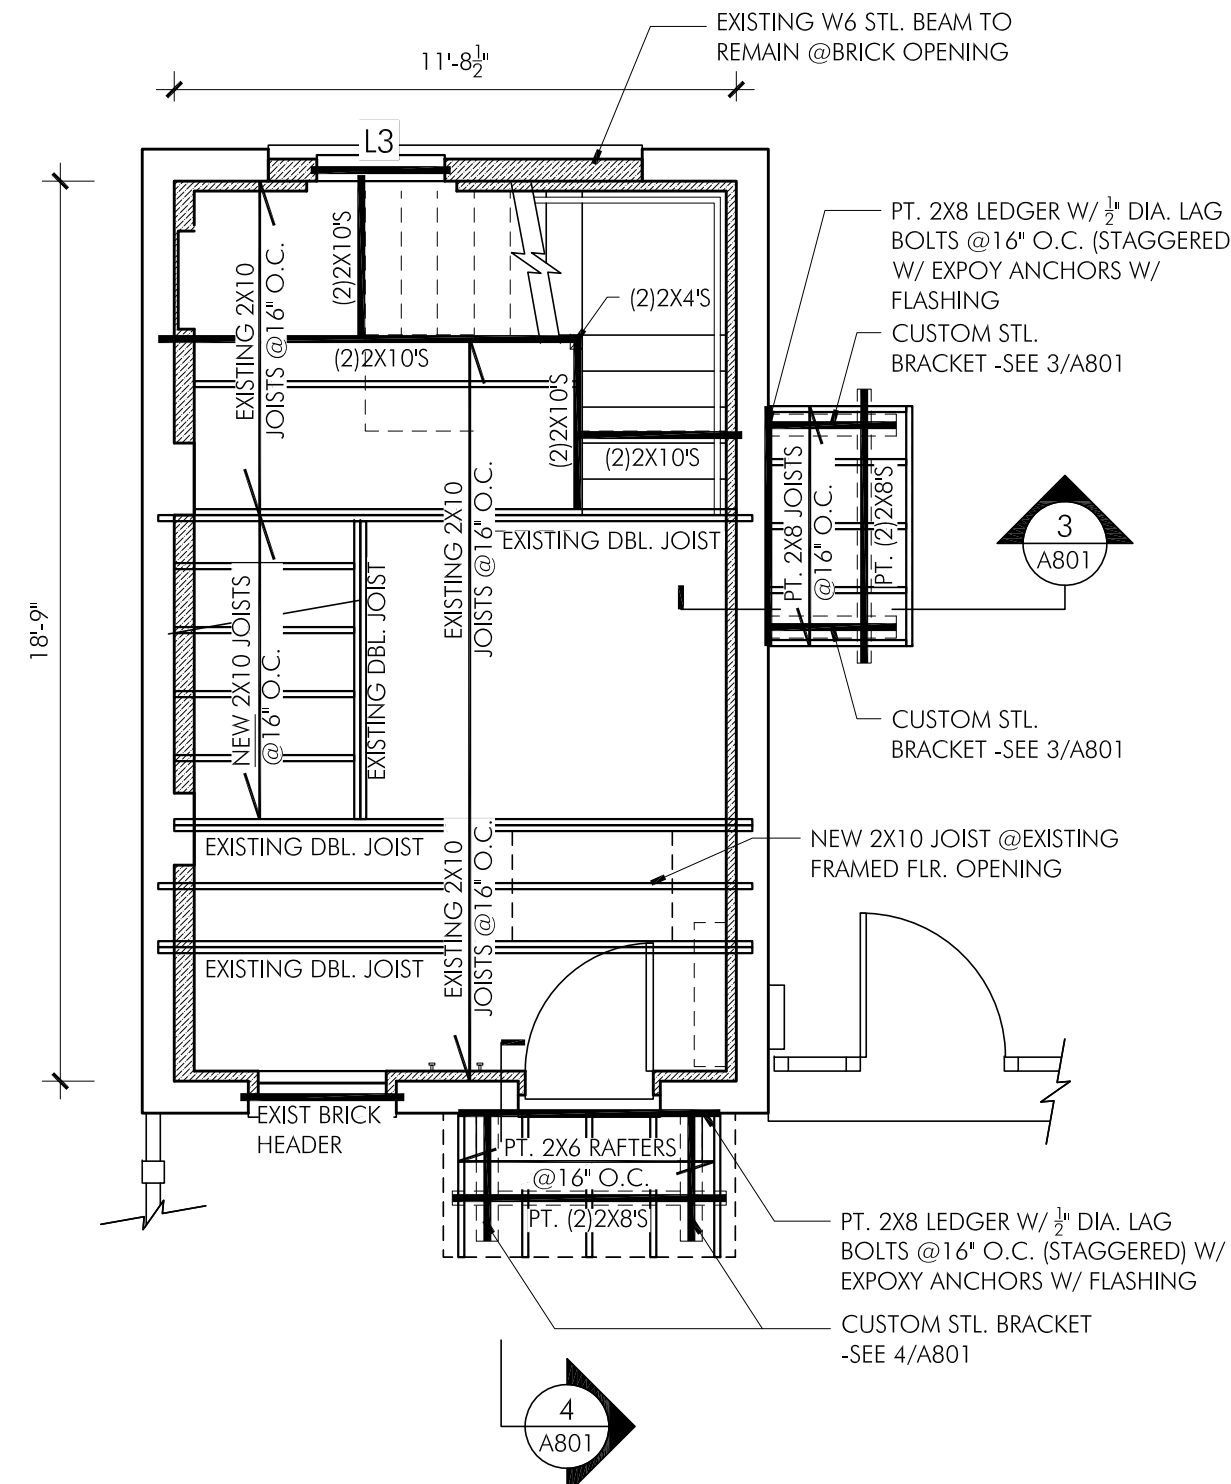 EXISTING W6 STL. BEAM TO
REMAIN @BRICK OPENING
11'-8½"
L3
18'-9"
PT. 2X8 LEDGER W/ ½" DIA. LAG
BOLTS @16" O.C. (STAGGERED
W/ EXPOY ANCHORS W/
FLASHING
CUSTOM STL.
BRACKET -SEE 3/A801
(2)2X10'S
(2)2X4'S
EXISTING 2X10
JOISTS @16" O.C.
(2)2X10'S
(2)2X10'S
(2)2X10'S
EXISTING 2X10
JOISTS @16" O.C.
EXISTING DBL. JOIST
PT. 2X8 JOISTS
@16" O.C.
PT. (2)2X8'S
3
A801
NEW 2X10 JOISTS
@16" O.C.
EXISTING DBL. JOIST
CUSTOM STL.
BRACKET -SEE 3/A801
EXISTING DBL. JOIST
EXISTING 2X10
JOISTS @16" O.C.
NEW 2X10 JOIST @EXISTING
FRAMED FLR. OPENING
EXISTING DBL. JOIST
EXIST BRICK
HEADER
PT. 2X6 RAFTERS
@16" O.C.
PT. (2)2X8'S
PT. 2X8 LEDGER W/ ½" DIA. LAG
BOLTS @16" O.C. (STAGGERED) W/
EXPOXY ANCHORS W/ FLASHING
CUSTOM STL. BRACKET
-SEE 4/A801
4
A801